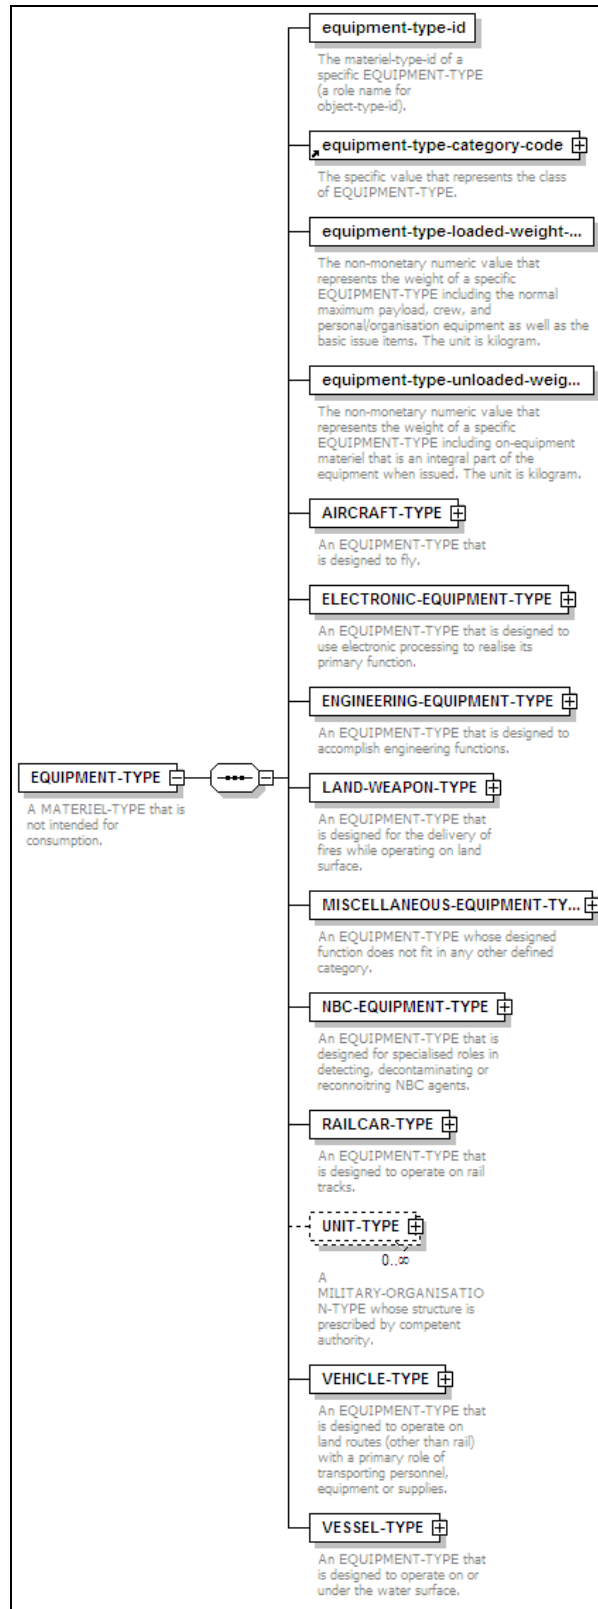 equipment-type-id
The materiel-type-id of a
specific EQUIPMENT-TYPE
(a role name for
object-type-id).
equipment-type-category-code
The specific value that represents the class
of EQUIPMENT-TYPE.
equipment-type-loaded-weight-...
The non-monetary numeric value that
represents the weight of a specific
EQUIPMENT-TYPE including the normal
maximum payload, crew, and
personal/organisation equipment as well as the
basic issue items. The unit is kilogram.
equipment-type-unloaded-weig...
The non-monetary numeric value that
represents the weight of a specific
EQUIPMENT-TYPE including on-equipment
materiel that is an integral part of the
equipment when issued. The unit is kilogram.
AIRCRAFT-TYPE
An EQUIPMENT-TYPE that
is designed to fly.
ELECTRONIC-EQUIPMENT-TYPE
An EQUIPMENT-TYPE that is designed to
use electronic processing to realise its
primary function.
ENGINEERING-EQUIPMENT-TYPE
An EQUIPMENT-TYPE that is designed to
accomplish engineering functions.
EQUIPMENT-TYPE
A MATERIEL-TYPE that is
not intended for
consumption.
LAND-WEAPON-TYPE
An EQUIPMENT-TYPE that
is designed for the delivery of
fires while operating on land
surface.
MISCELLANEOUS-EQUIPMENT-TY...
An EQUIPMENT-TYPE whose designed
function does not fit in any other defined
category.
NBC-EQUIPMENT-TYPE
An EQUIPMENT-TYPE that is
designed for specialised roles in
detecting, decontaminating or
reconnoitring NBC agents.
RAILCAR-TYPE
An EQUIPMENT-TYPE that
is designed to operate on rail
tracks.
UNIT-TYPE
0..∞
A
MILITARY-ORGANISATIO
N-TYPE whose structure is
prescribed by competent
authority.
VEHICLE-TYPE
An EQUIPMENT-TYPE that
is designed to operate on
land routes (other than rail)
with a primary role of
transporting personnel,
equipment or supplies.
VESSEL-TYPE
An EQUIPMENT-TYPE that
is designed to operate on or
under the water surface.